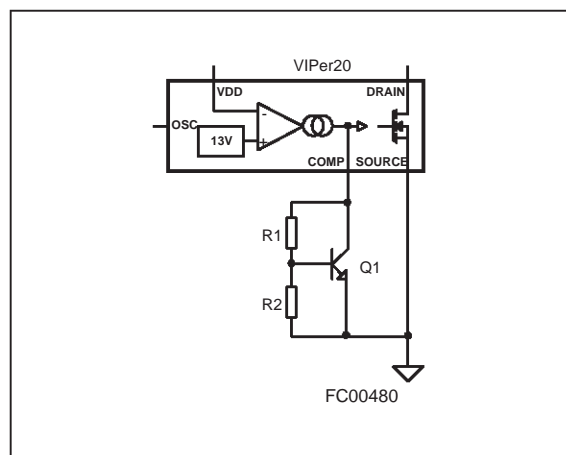 VIPer20
VDD
DRAIN
OSC
-
13V
+
COMP SOURCE
R1
Q1
R2
FC00480